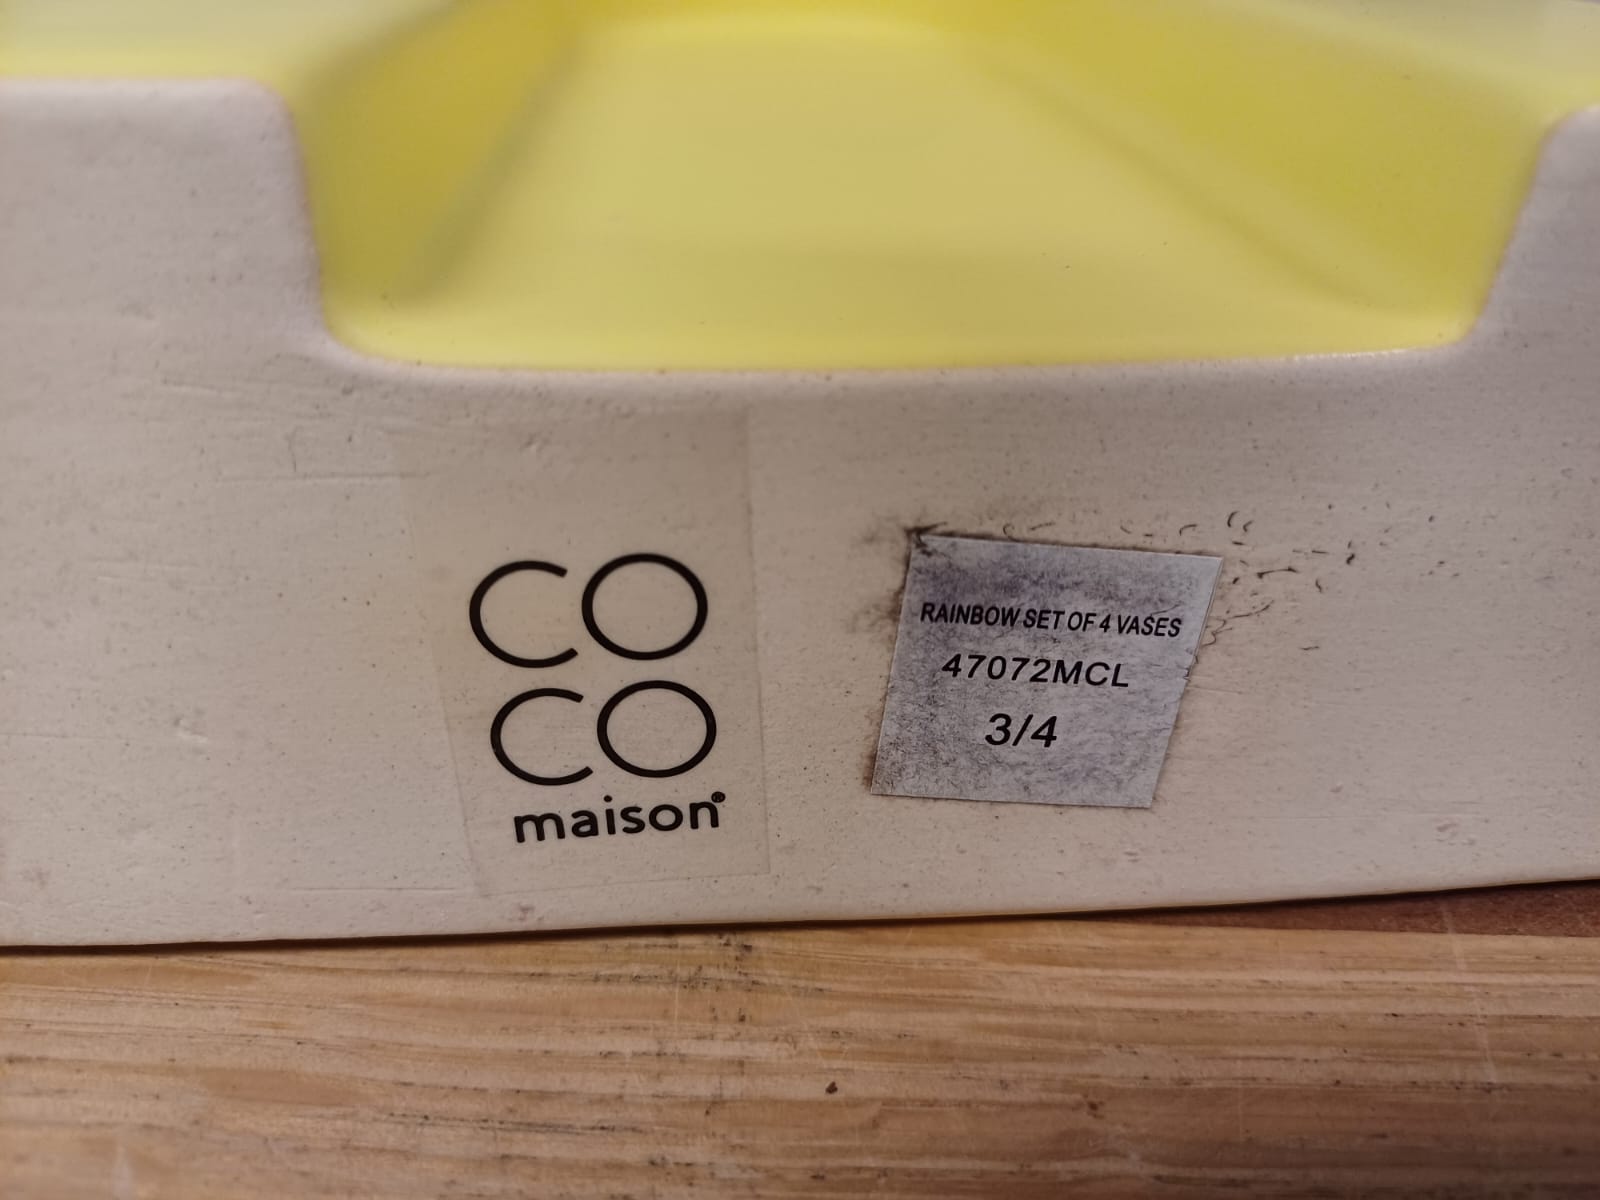 CO
CO
maison®
RAINBOW SET OF 4 VASES
47072MCL
3/4